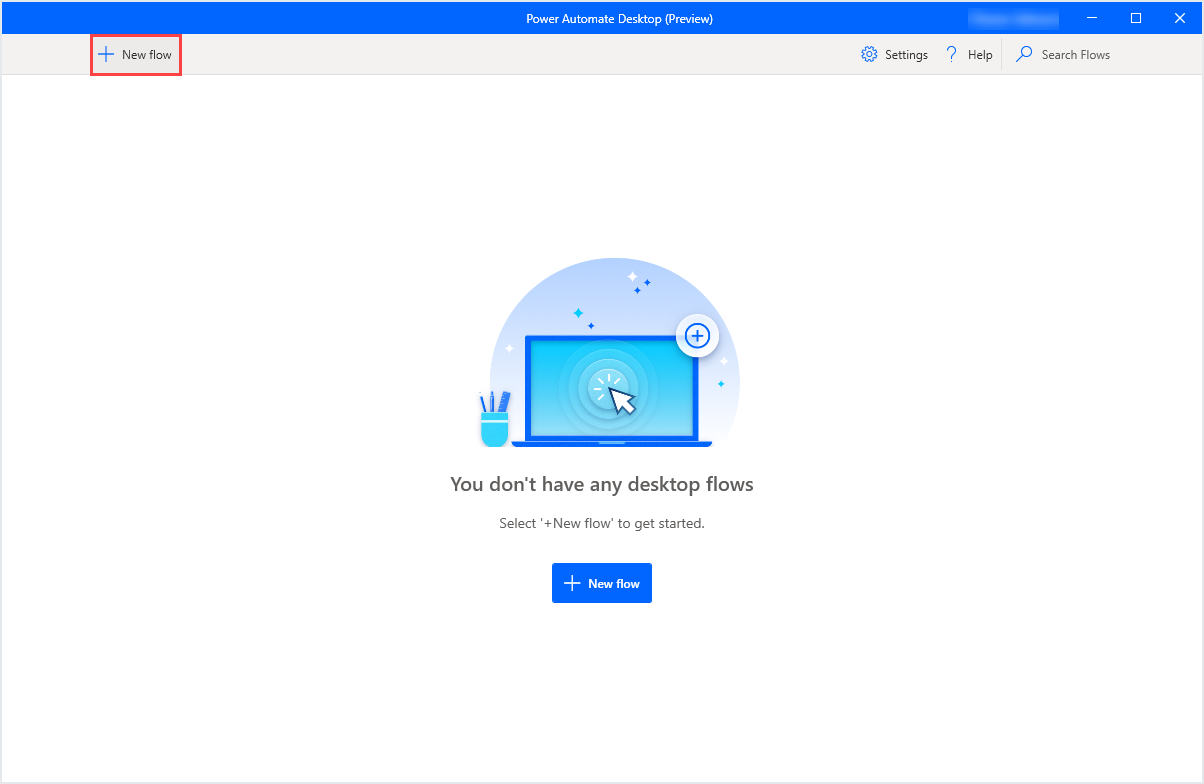 Power Automate Desktop (Preview)
New flow
Settings
Help
Search Flows
You don't have any desktop flows
Select '+New flow' to get started.
New flow